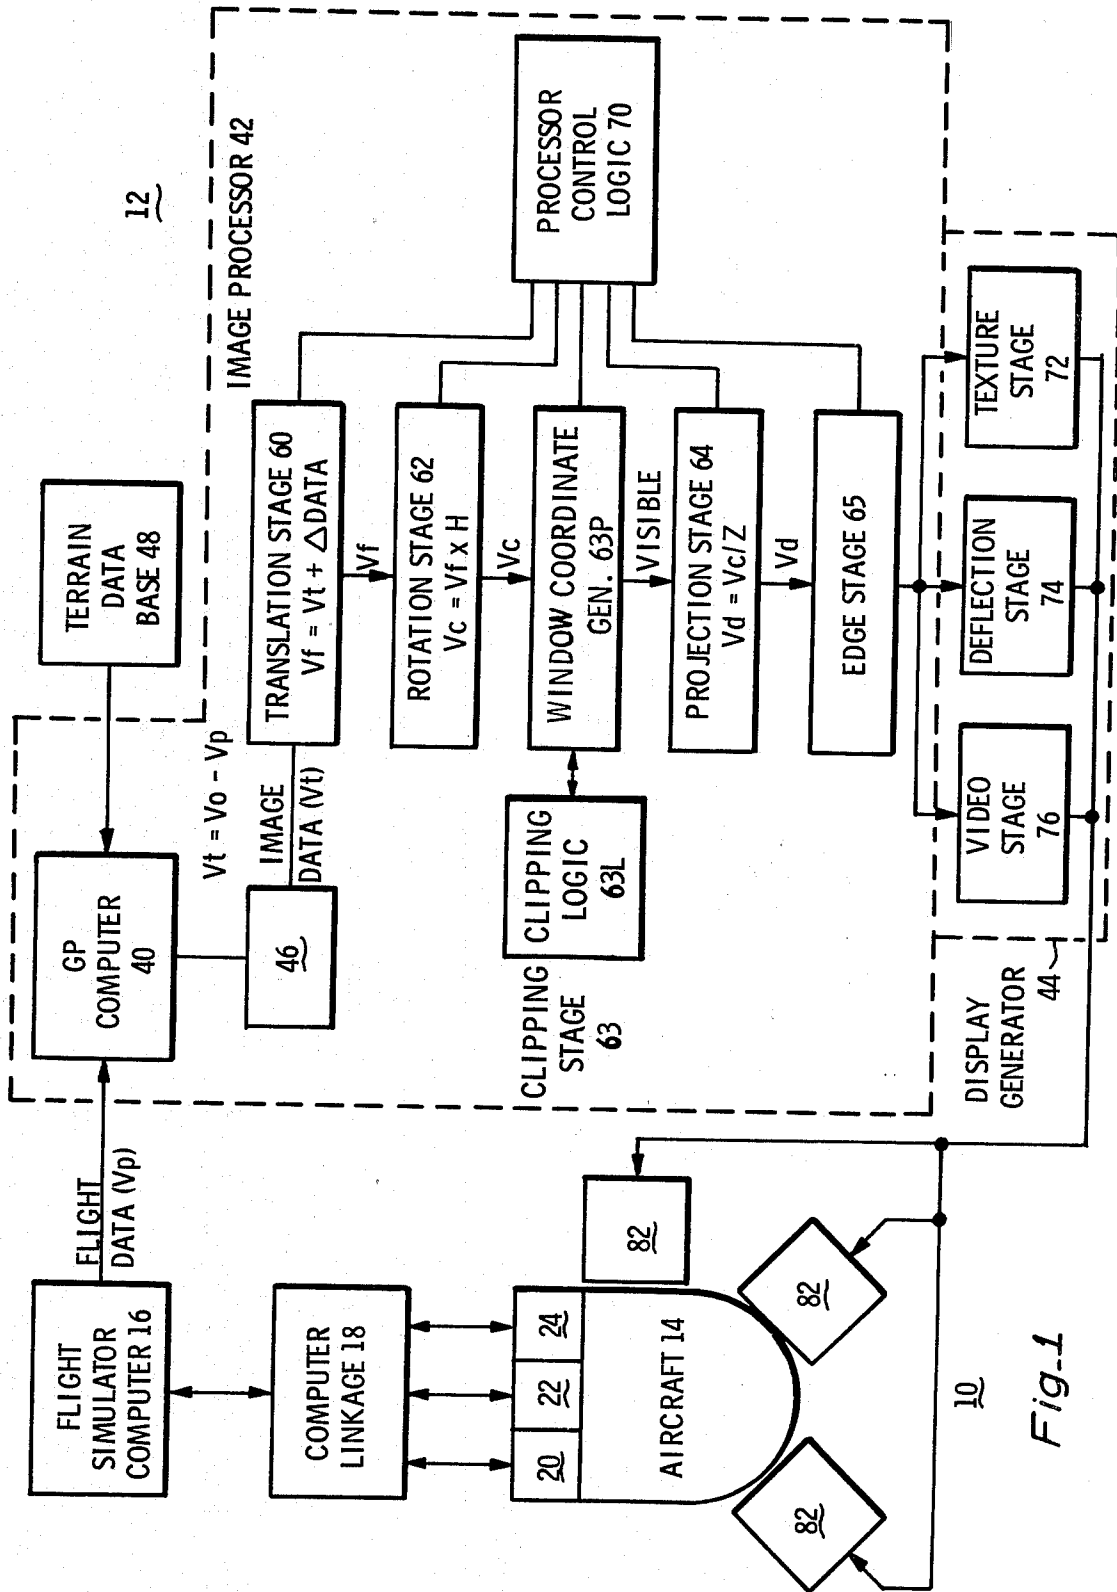 12
FLIGHT
SIMULATOR
COMPUTER 16
FLIGHT
DATA (Vp)
GP
COMPUTER
40
TERRAIN
DATA
BASE 48
COMPUTER
LINKAGE 18
46
Vt = Vo - Vp
IMAGE
DATA (Vt)
IMAGE PROCESSOR 42
TRANSLATION STAGE 60
Vf = Vt + ΔDATA
Vf
ROTATION STAGE 62
Vc = Vf x H
Vc
CLIPPING
STAGE
63
CLIPPING
LOGIC
63L
WINDOW COORDINATE
GEN. 63P
VISIBLE
PROJECTION STAGE 64
Vd = Vc/Z
Vd
EDGE STAGE 65
PROCESSOR
CONTROL
LOGIC 70
20
22
24
AIRCRAFT 14
82
82
82
DISPLAY
GENERATOR
44
VIDEO
STAGE
76
DEFLECTION
STAGE
74
TEXTURE
STAGE
72
10
Fig_1